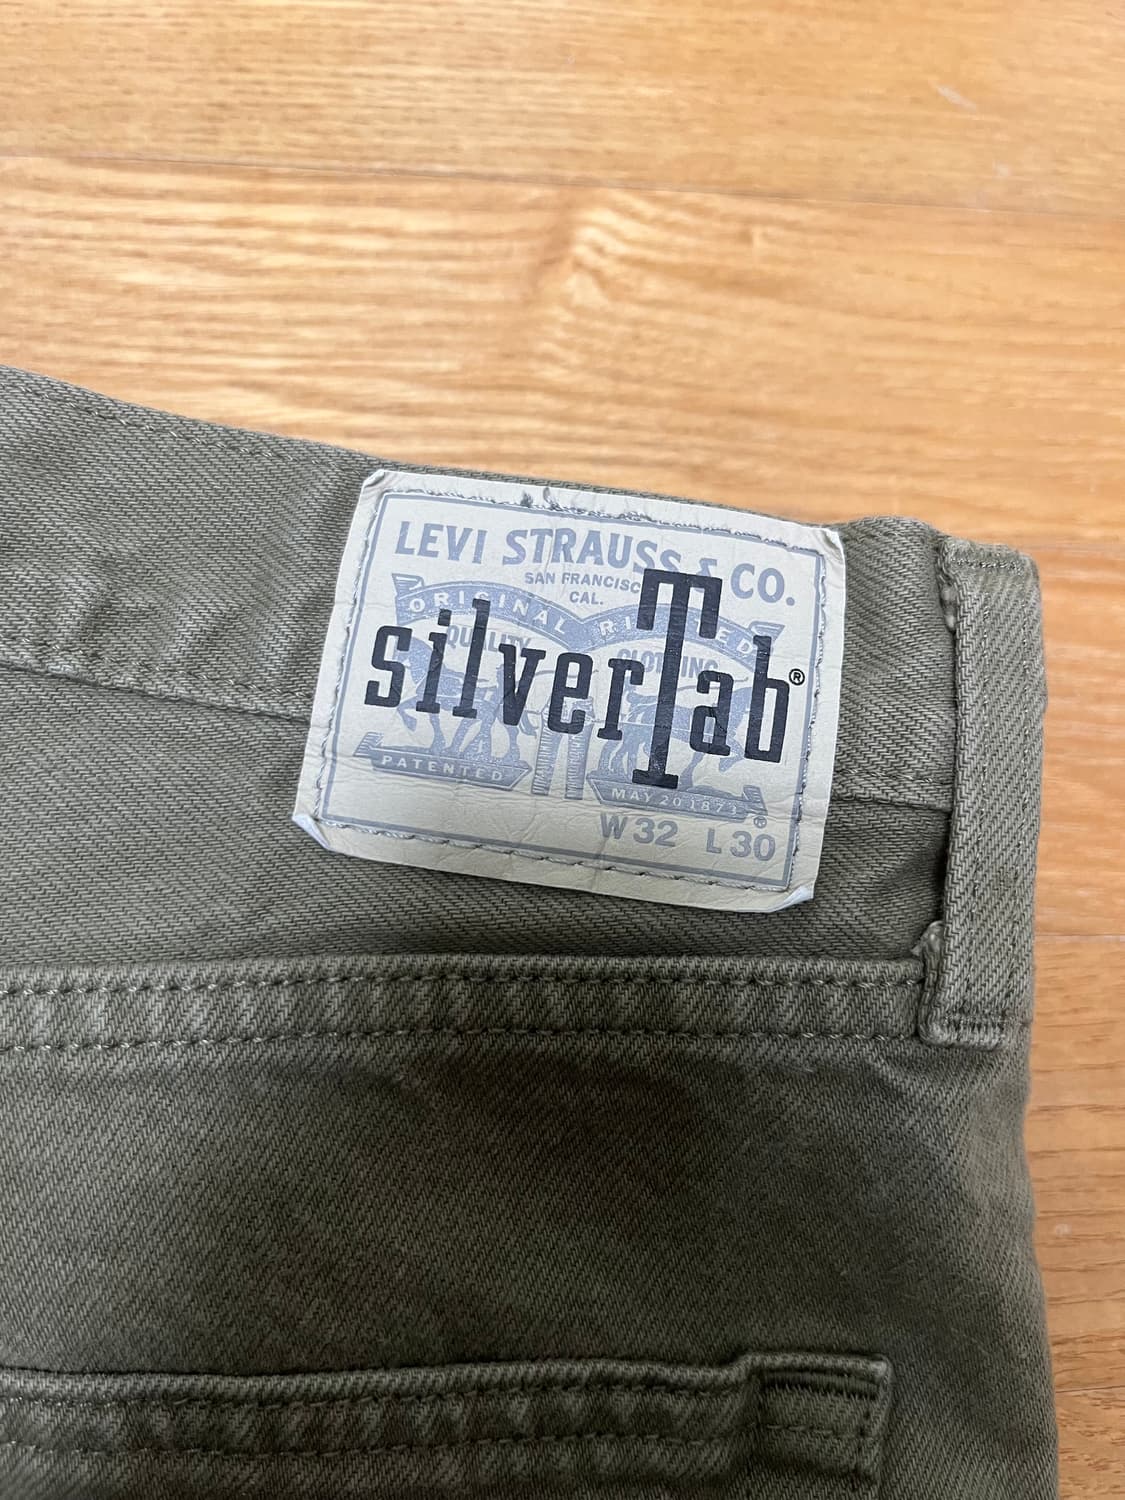 LEVI STRAUSS & CO.
SAN FRANCISCO
CAL.
ORIGINAL RIVETED
QUALITY CLOTHING
silverTab®
PATENTED MAY 20 1873 ®
W32 L30